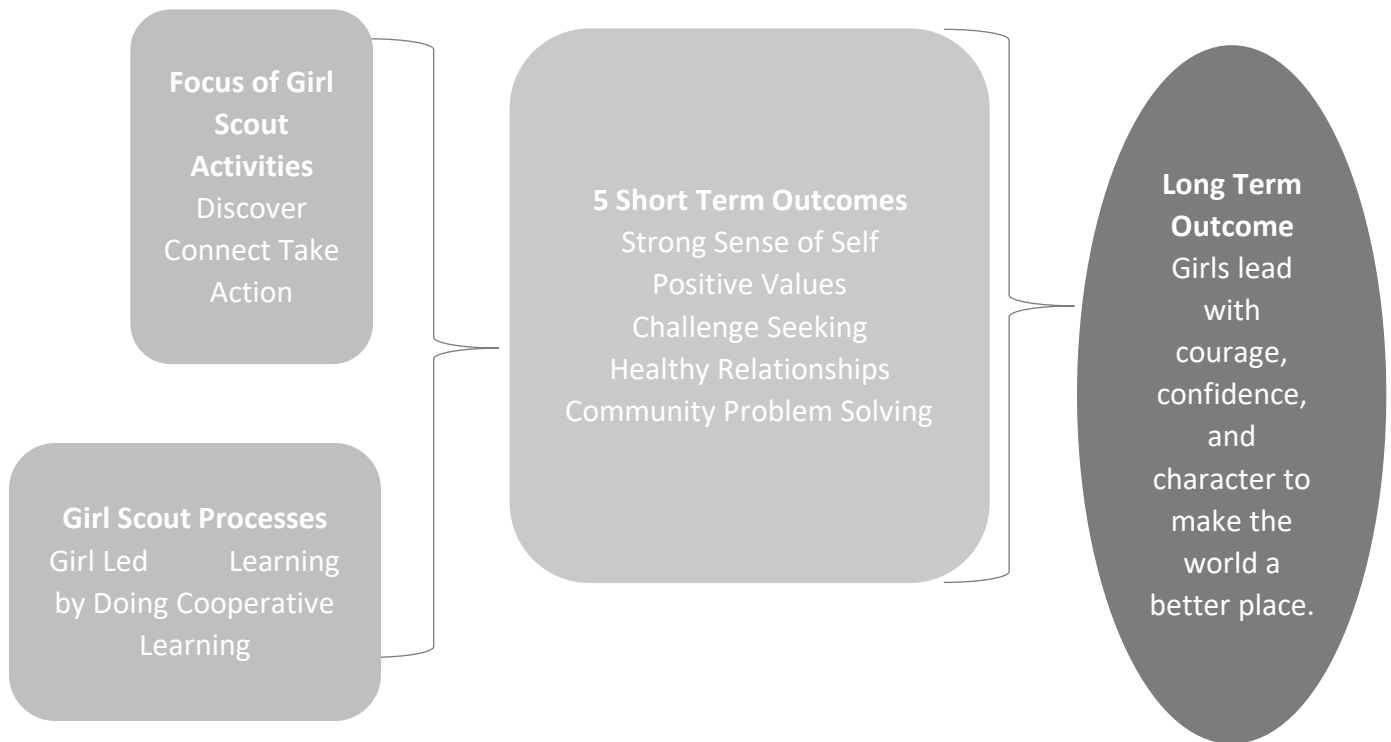 Focus of Girl
Scout
Activities
Discover
Connect Take
Action
Girl Scout Processes
Girl Led Learning
by Doing Cooperative
Learning
5 Short Term Outcomes
Strong Sense of Self
Positive Values
Challenge Seeking
Healthy Relationships
Community Problem Solving
Long Term
Outcome
Girls lead
with
courage,
confidence,
and
character to
make the
world a
better place.